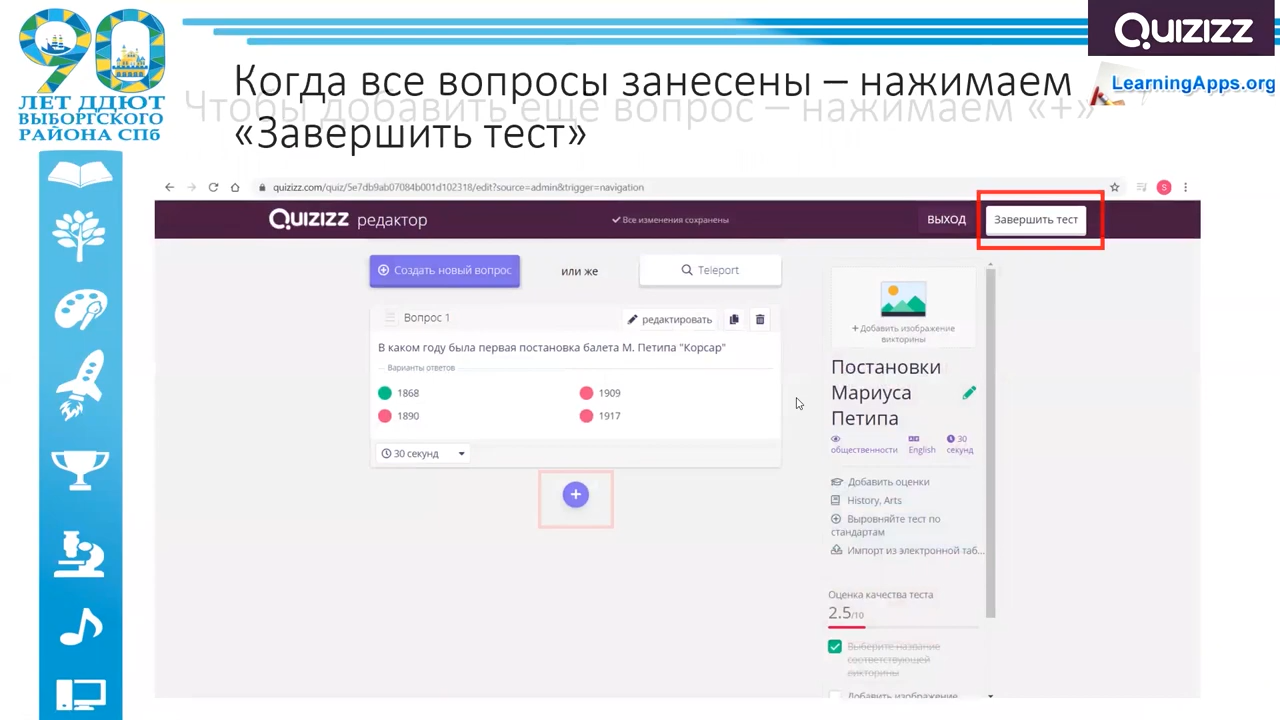 Quizizz
LearningApps.org
90
ЛЕТ ДДЮТ
ВЫБОРГСКОГО
РАЙОНА СПб
Когда все вопросы занесены – нажимаем
«Завершить тест»
Чтобы добавить еще вопрос – нажимаем «+»
quizizz.com/quiz/5e7db9ab07084b001d102318/edit?source=admin&trigger=navigation
S
Quizizz редактор
Все изменения сохранены
ВЫХОД
Завершить тест
Создать новый вопрос
или же
Teleport
Вопрос 1
редактировать
В каком году была первая постановка балета М. Петипа "Корсар"
Варианты ответов
1868
1909
1890
1917
30 секунд
+
+ Добавить изображение
викторины
Постановки
Мариуса
Петипа
общественности
English
30
секунд
Добавить оценки
History, Arts
Выровняйте тест по
стандартам
Импорт из электронной таб...
Оценка качества теста
2.5/10
Выберите название
соответствующей
викторины
Добавить изображение